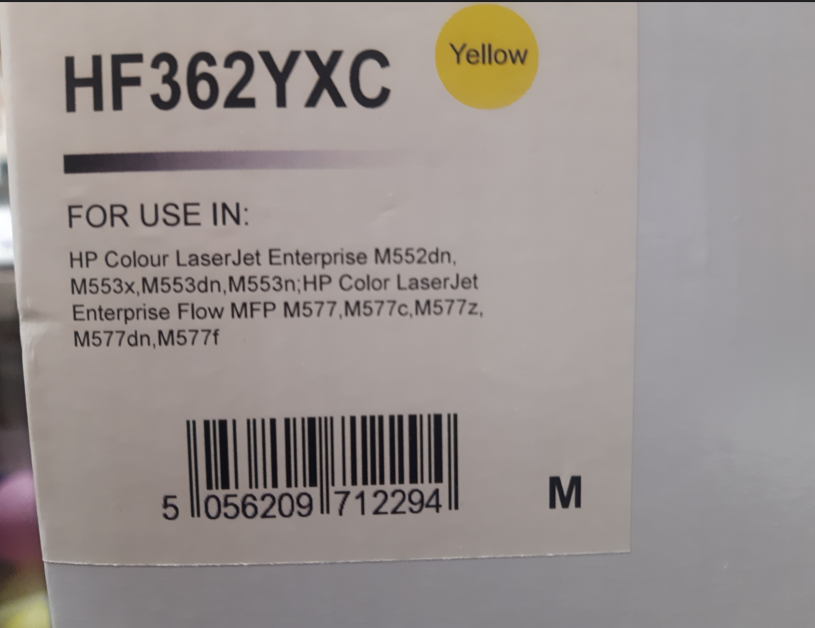 HF362YXC
Yellow
FOR USE IN:
HP Colour LaserJet Enterprise M552dn,
M553x,M553dn,M553n;HP Color LaserJet
Enterprise Flow MFP M577,M577c,M577z,
M577dn,M577f
5 056209 712294
M